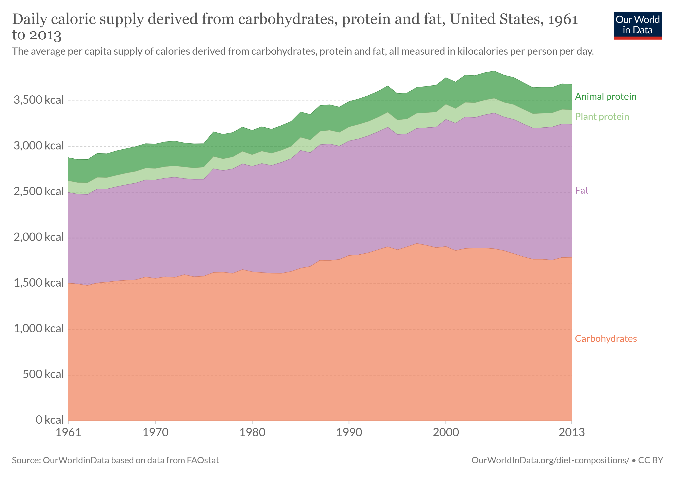 Daily caloric supply derived from carbohydrates, protein and fat, United States, 1961
to 2013
Our World
in Data
The average per capita supply of calories derived from carbohydrates, protein and fat, all measured in kilocalories per person per day.
3,500 kcal
3,000 kcal
2,500 kcal
2,000 kcal
1,500 kcal
1,000 kcal
500 kcal
0 kcal
Animal protein
Plant protein
Fat
Carbohydrates
1961
1970
1980
1990
2000
2013
Source: OurWorldinData based on data from FAOstat
OurWorldInData.org/diet-compositions/ • CC BY